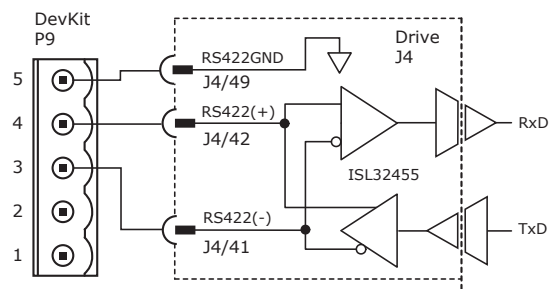 DevKit
P9
Drive
J4
5
RS422GND
J4/49
4
RS422(+)
J4/42
RxD
3
ISL32455
2
RS422(-)
TxD
1
J4/41